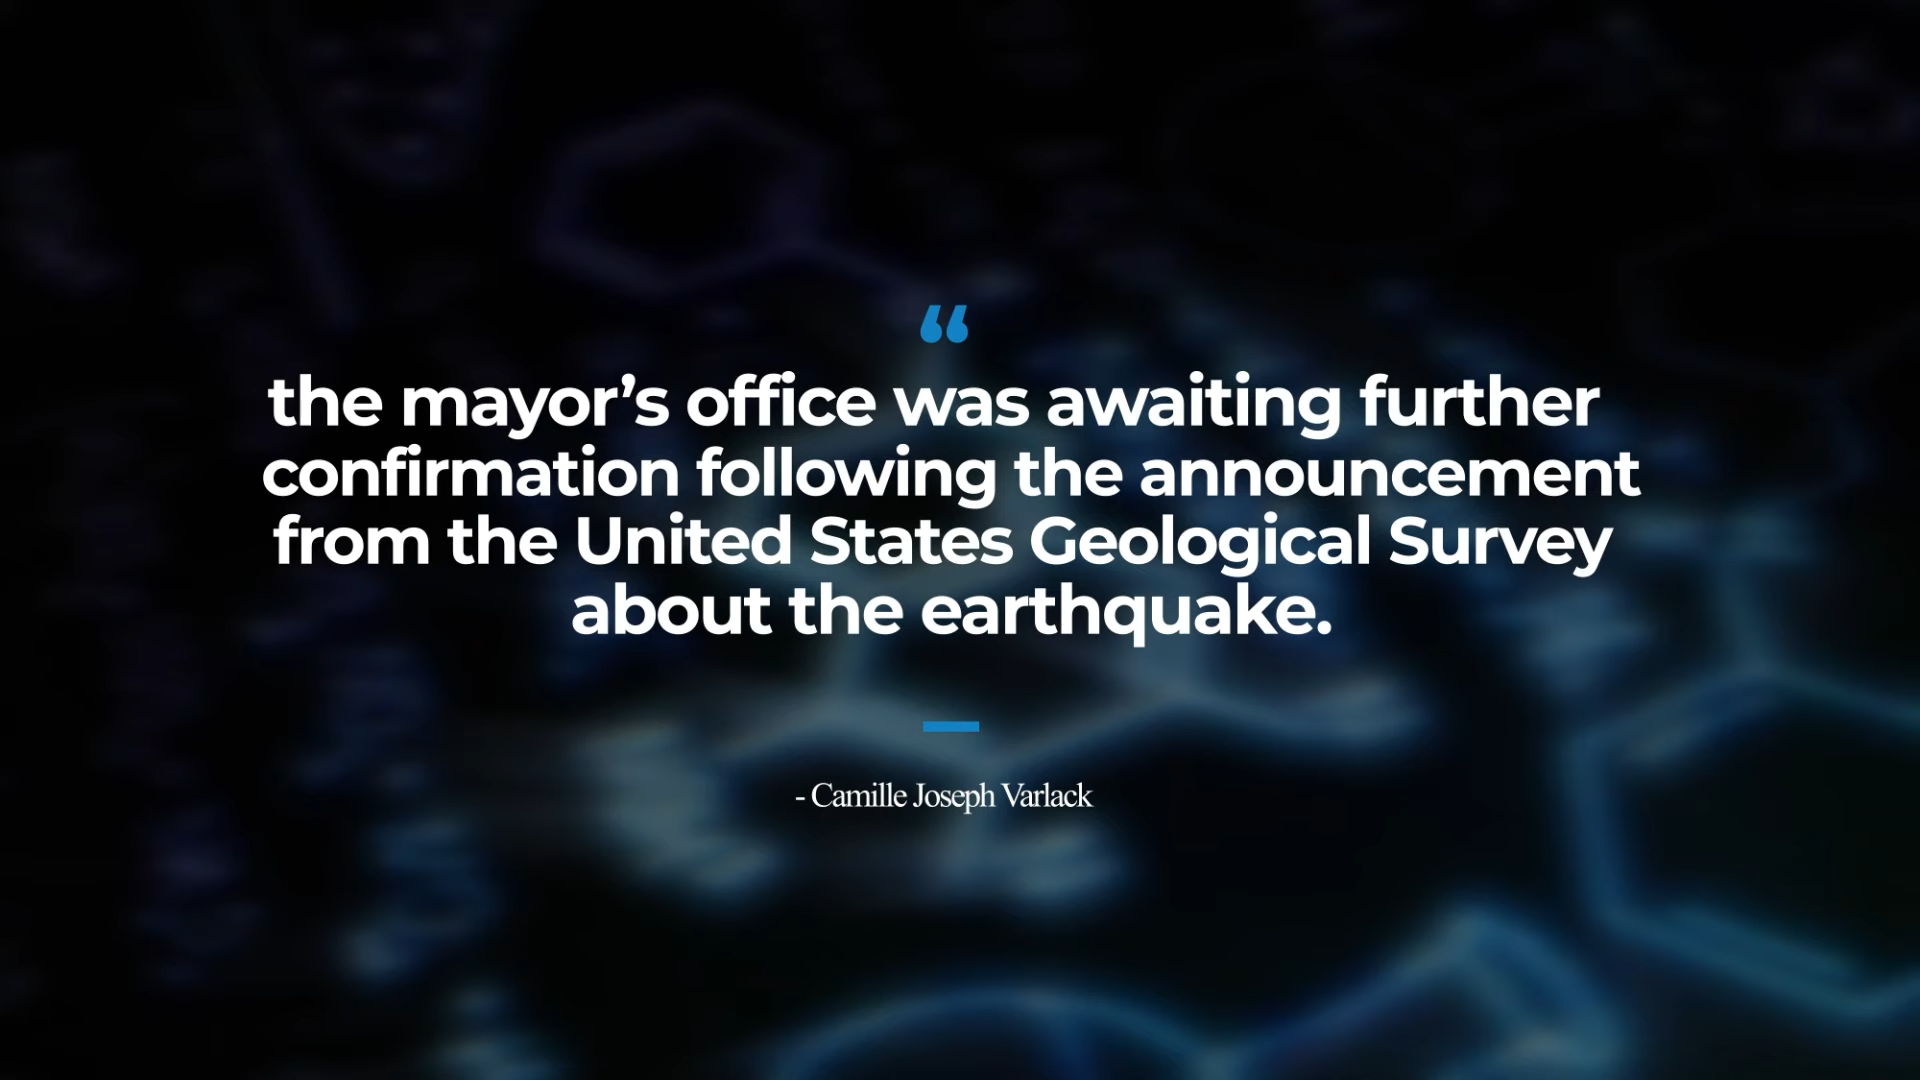 “
the mayor’s office was awaiting further
confirmation following the announcement
from the United States Geological Survey
about the earthquake.
- Camille Joseph Varlack